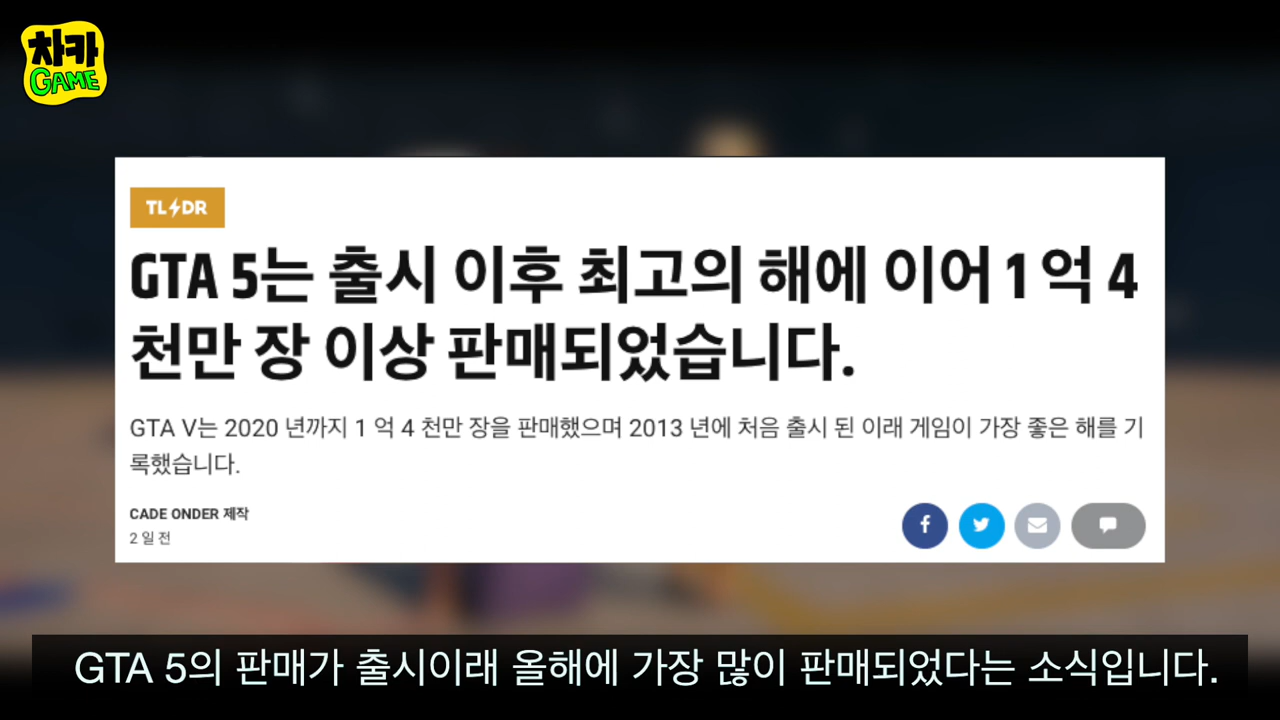 차카
GAME
TL⚡DR
GTA 5는 출시 이후 최고의 해에 이어 1 억 4
천만 장 이상 판매되었습니다.
GTA V는 2020 년까지 1 억 4 천만 장을 판매했으며 2013 년에 처음 출시 된 이래 게임이 가장 좋은 해를 기
록했습니다.
CADE ONDER 제작
2 일 전
GTA 5의 판매가 출시이래 올해에 가장 많이 판매되었다는 소식입니다.